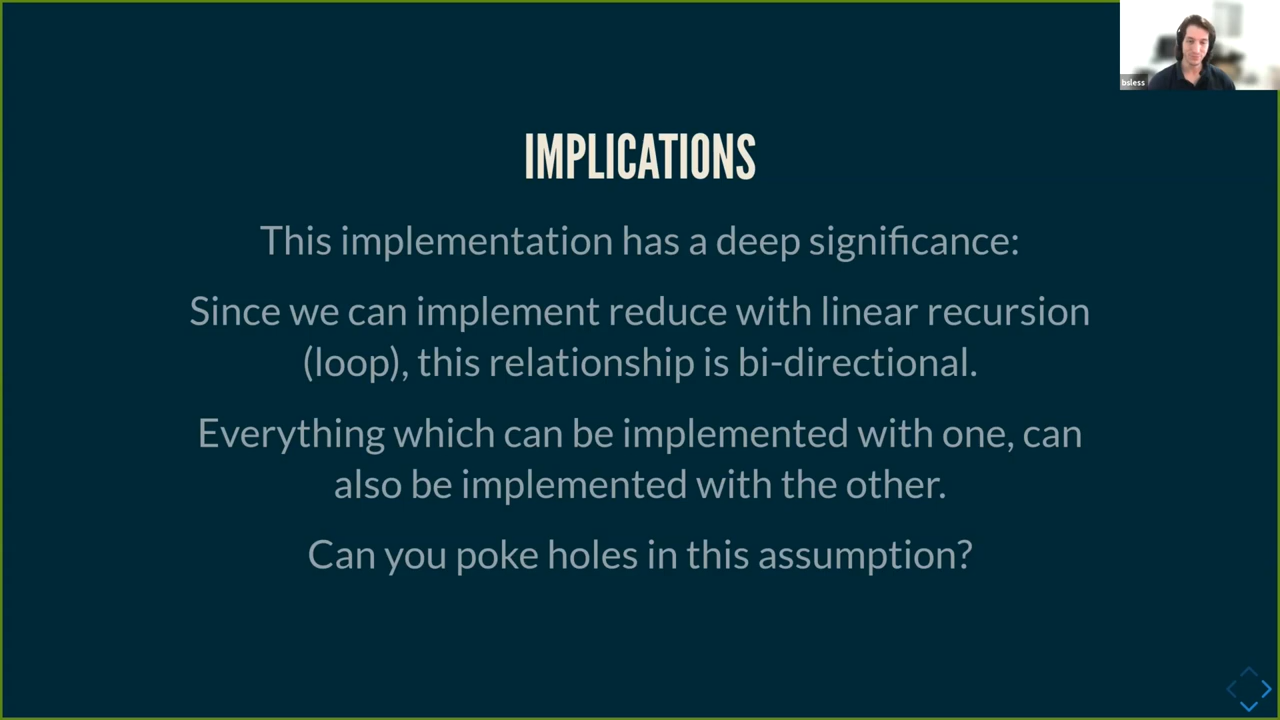 bsless
IMPLICATIONS
This implementation has a deep significance:
Since we can implement reduce with linear recursion
(loop), this relationship is bi-directional.
Everything which can be implemented with one, can
also be implemented with the other.
Can you poke holes in this assumption?